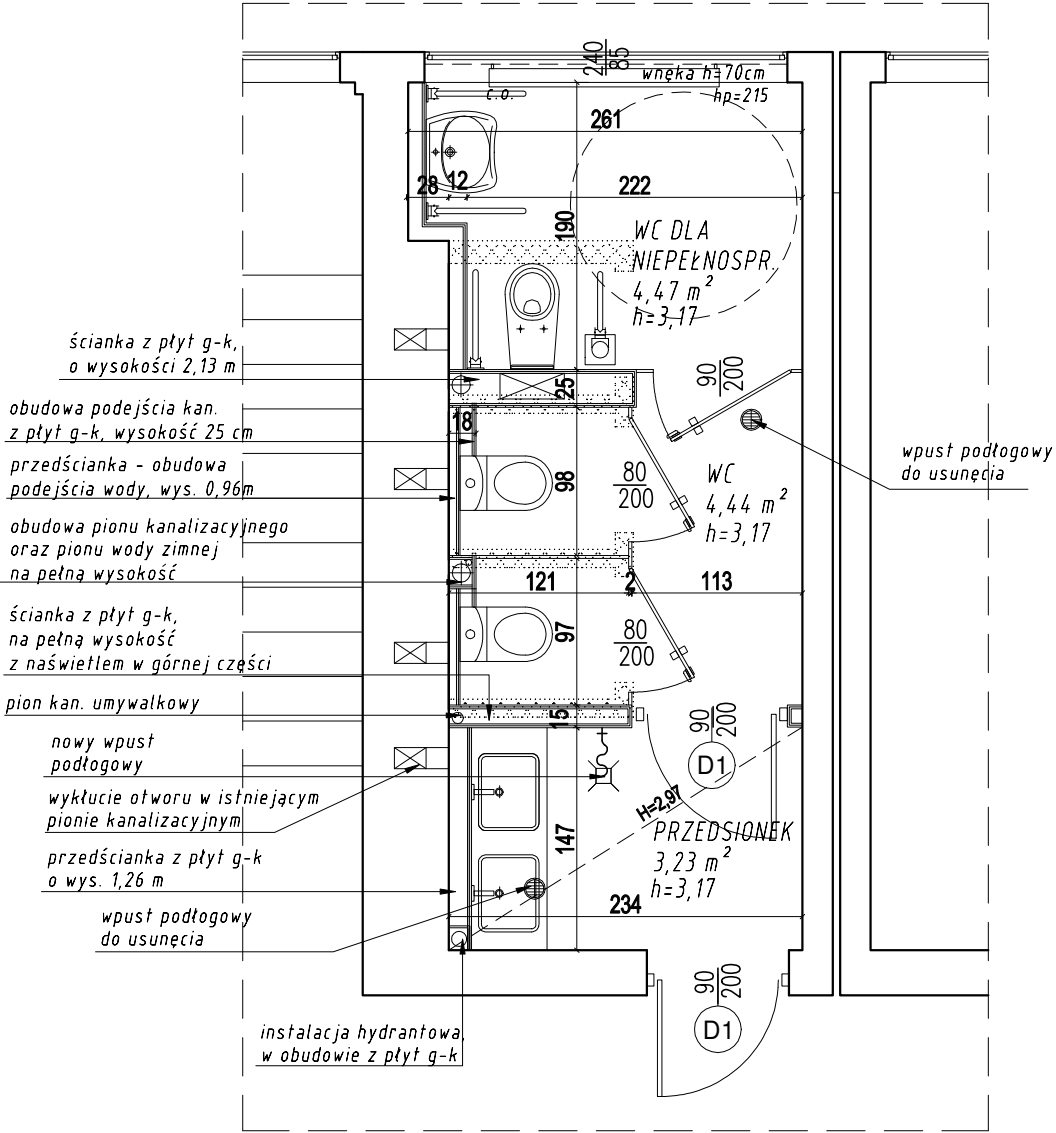 240
85
wnęka h=70cm
hp=215
c.o.
261
28
12
222
190
WC DLA
NIEPEŁNOSPR.
4,47 m²
h=3,17
ścianka z płyt g-k,
o wysokości 2,13 m
90
200
25
obudowa podejścia kan.
z płyt g-k, wysokość 25 cm
18
wpust podłogowy
do usunęcia
przedścianka - obudowa
podejścia wody, wys. 0,96m
98
80
200
WC
4,44 m²
h=3,17
obudowa pionu kanalizacyjnego
oraz pionu wody zimnej
na pełną wysokość
121
2
113
ścianka z płyt g-k,
na pełną wysokość
z naświetlem w górnej części
97
80
200
pion kan. umywalkowy
15
90
200
D1
nowy wpust
podłogowy
H=2,97
wykłucie otworu w istniejącym
pionie kanalizacyjnym
147
PRZEDSIONEK
3,23 m²
h=3,17
przedścianka z płyt g-k
o wys. 1,26 m
234
wpust podłogowy
do usunęcia
90
200
D1
instalacja hydrantowa,
w obudowie z płyt g-k